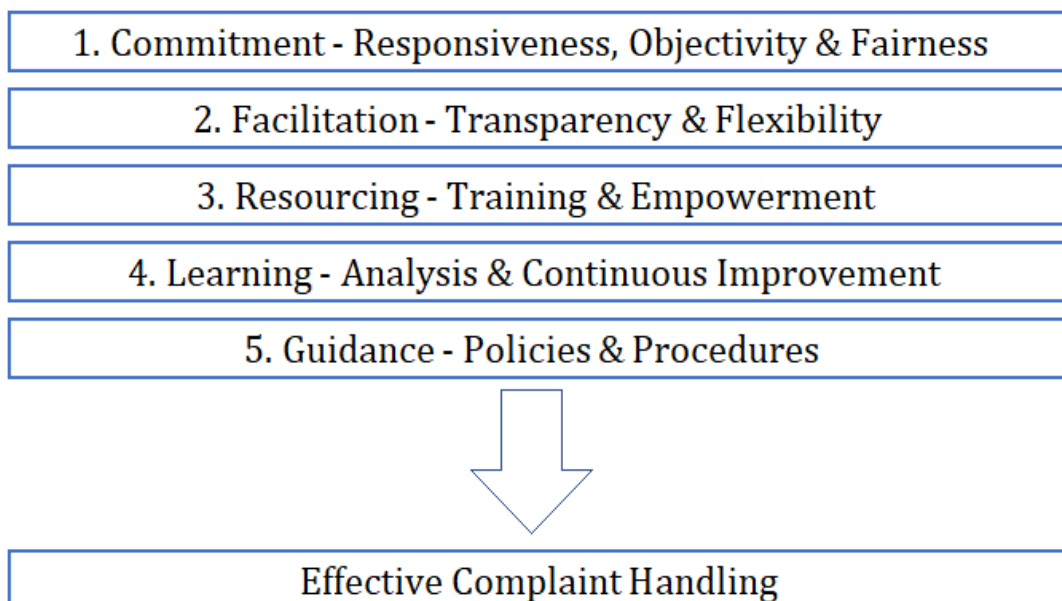 1. Commitment - Responsiveness, Objectivity & Fairness
2. Facilitation - Transparency & Flexibility
3. Resourcing - Training & Empowerment
4. Learning - Analysis & Continuous Improvement
5. Guidance - Policies & Procedures
Effective Complaint Handling